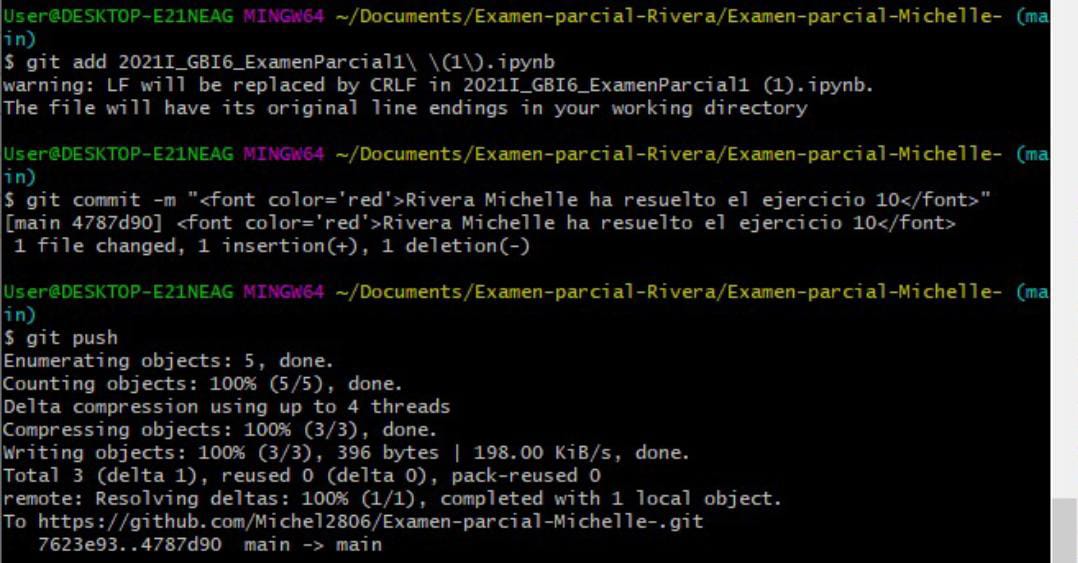 User@DESKTOP-E21NEAG MINGW64 ~/Documents/Examen-parcial-Rivera/Examen-parcial-Michelle- (ma
in)
$ git add 2021I_GBI6_ExamenParcial1\ \(1\).ipynb
warning: LF will be replaced by CRLF in 2021I_GBI6_ExamenParcial1 (1).ipynb.
The file will have its original line endings in your working directory
User@DESKTOP-E21NEAG MINGW64 ~/Documents/Examen-parcial-Rivera/Examen-parcial-Michelle- (ma
in)
$ git commit -m "<font color='red'>Rivera Michelle ha resuelto el ejercicio 10</font>"
[main 4787d90] <font color='red'>Rivera Michelle ha resuelto el ejercicio 10</font>
 1 file changed, 1 insertion(+), 1 deletion(-)
User@DESKTOP-E21NEAG MINGW64 ~/Documents/Examen-parcial-Rivera/Examen-parcial-Michelle- (ma
in)
$ git push
Enumerating objects: 5, done.
Counting objects: 100% (5/5), done.
Delta compression using up to 4 threads
Compressing objects: 100% (3/3), done.
Writing objects: 100% (3/3), 396 bytes | 198.00 KiB/s, done.
Total 3 (delta 1), reused 0 (delta 0), pack-reused 0
remote: Resolving deltas: 100% (1/1), completed with 1 local object.
To https://github.com/Michel2806/Examen-parcial-Michelle-.git
   7623e93..4787d90  main -> main